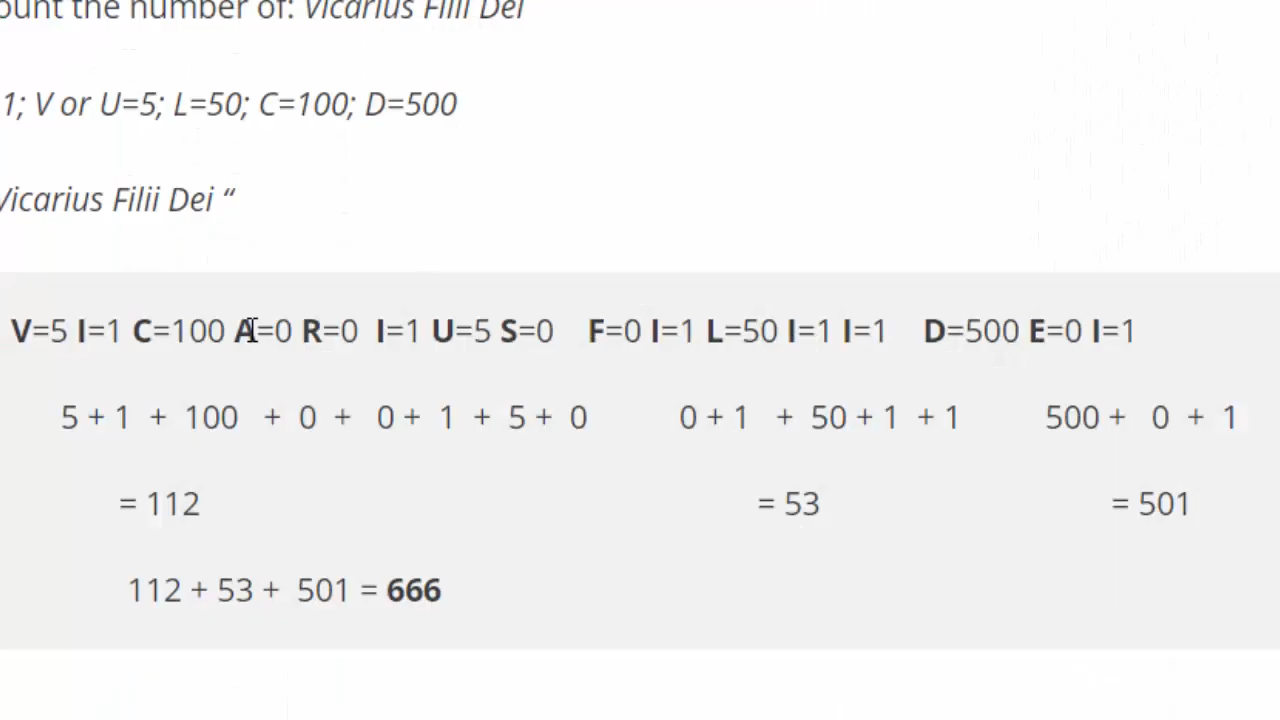 ount the number of: Vicarius Filii Dei
1; V or U=5; L=50; C=100; D=500
Vicarius Filii Dei “
V=5 I=1 C=100 A=0 R=0 I=1 U=5 S=0 F=0 I=1 L=50 I=1 I=1 D=500 E=0 I=1
5 + 1 + 100 + 0 + 0 + 1 + 5 + 0 0 + 1 + 50 + 1 + 1 500 + 0 + 1
= 112 = 53 = 501
112 + 53 + 501 = 666